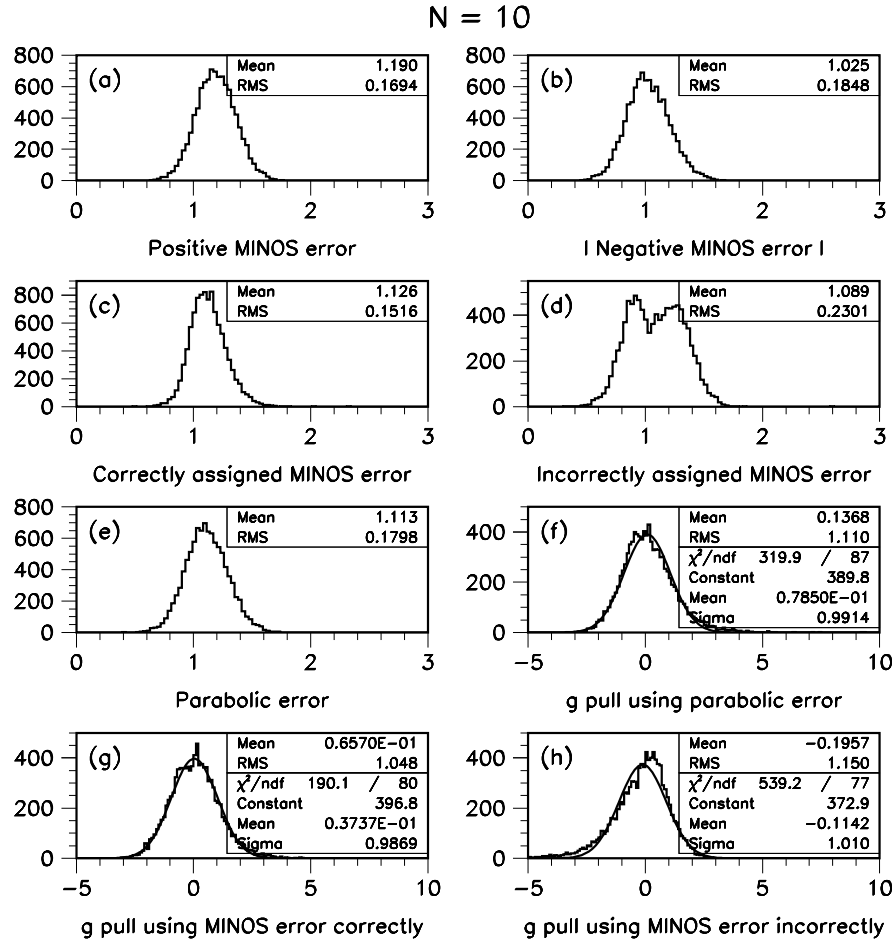 N = 10
(a)
Mean 1.190
RMS 0.1694
800
600
400
200
0
0 1 2 3
Positive MINOS error
(b)
Mean 1.025
RMS 0.1848
800
600
400
200
0
0 1 2 3
| Negative MINOS error |
(c)
Mean 1.126
RMS 0.1516
800
600
400
200
0
0 1 2 3
Correctly assigned MINOS error
(d)
Mean 1.089
RMS 0.2301
400
200
0
0 1 2 3
Incorrectly assigned MINOS error
(e)
Mean 1.113
RMS 0.1798
800
600
400
200
0
0 1 2 3
Parabolic error
(f)
Mean 0.1368
RMS 1.110
χ²/ndf 319.9 / 87
Constant 389.8
Mean 0.7850E-01
Sigma 0.9914
400
200
0
-5 0 5 10
g pull using parabolic error
(g)
Mean 0.6570E-01
RMS 1.048
χ²/ndf 190.1 / 80
Constant 396.8
Mean 0.3737E-01
Sigma 0.9869
400
200
0
-5 0 5 10
g pull using MINOS error correctly
(h)
Mean -0.1957
RMS 1.150
χ²/ndf 539.2 / 77
Constant 372.9
Mean -0.1142
Sigma 1.010
400
200
0
-5 0 5 10
g pull using MINOS error incorrectly